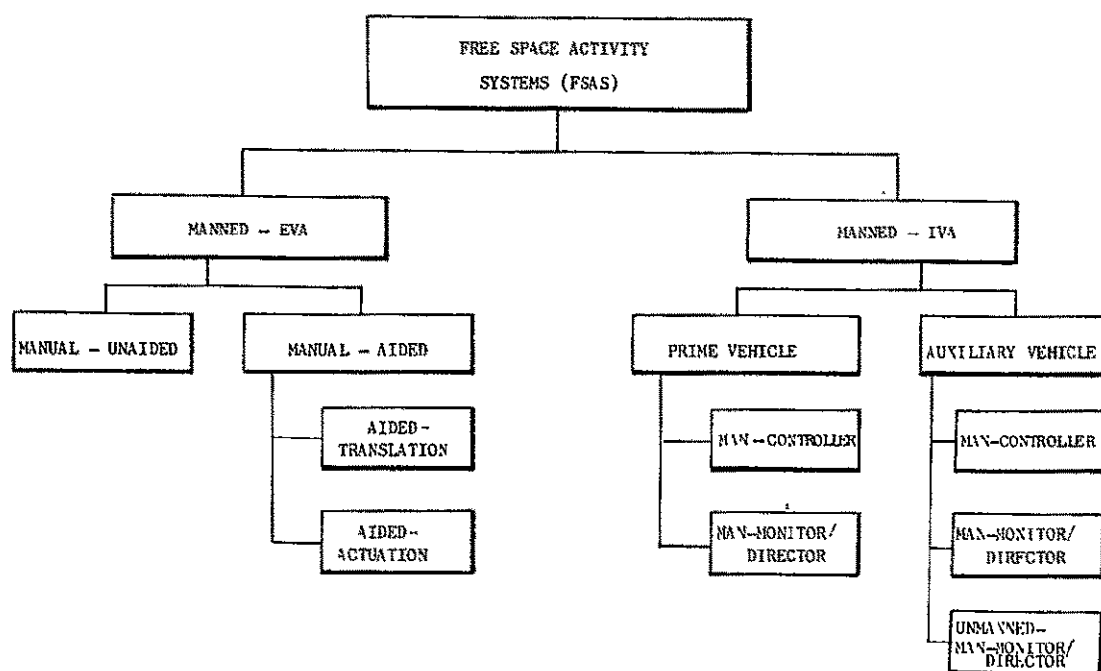 FREE SPACE ACTIVITY
SYSTEMS (FSAS)
MANNED - EVA
MANNED - IVA
MANUAL - UNAIDED
MANUAL - AIDED
PRIME VEHICLE
AUXILIARY VEHICLE
AIDED-
TRANSLATION
AIDED-
ACTUATION
MAN-CONTROLLER
MAN-MONITOR/
DIRECTOR
MAN-CONTROLLER
MAN-MONITOR/
DIRECTOR
UNMANNED-
MAN-MONITOR/
DIRECTOR